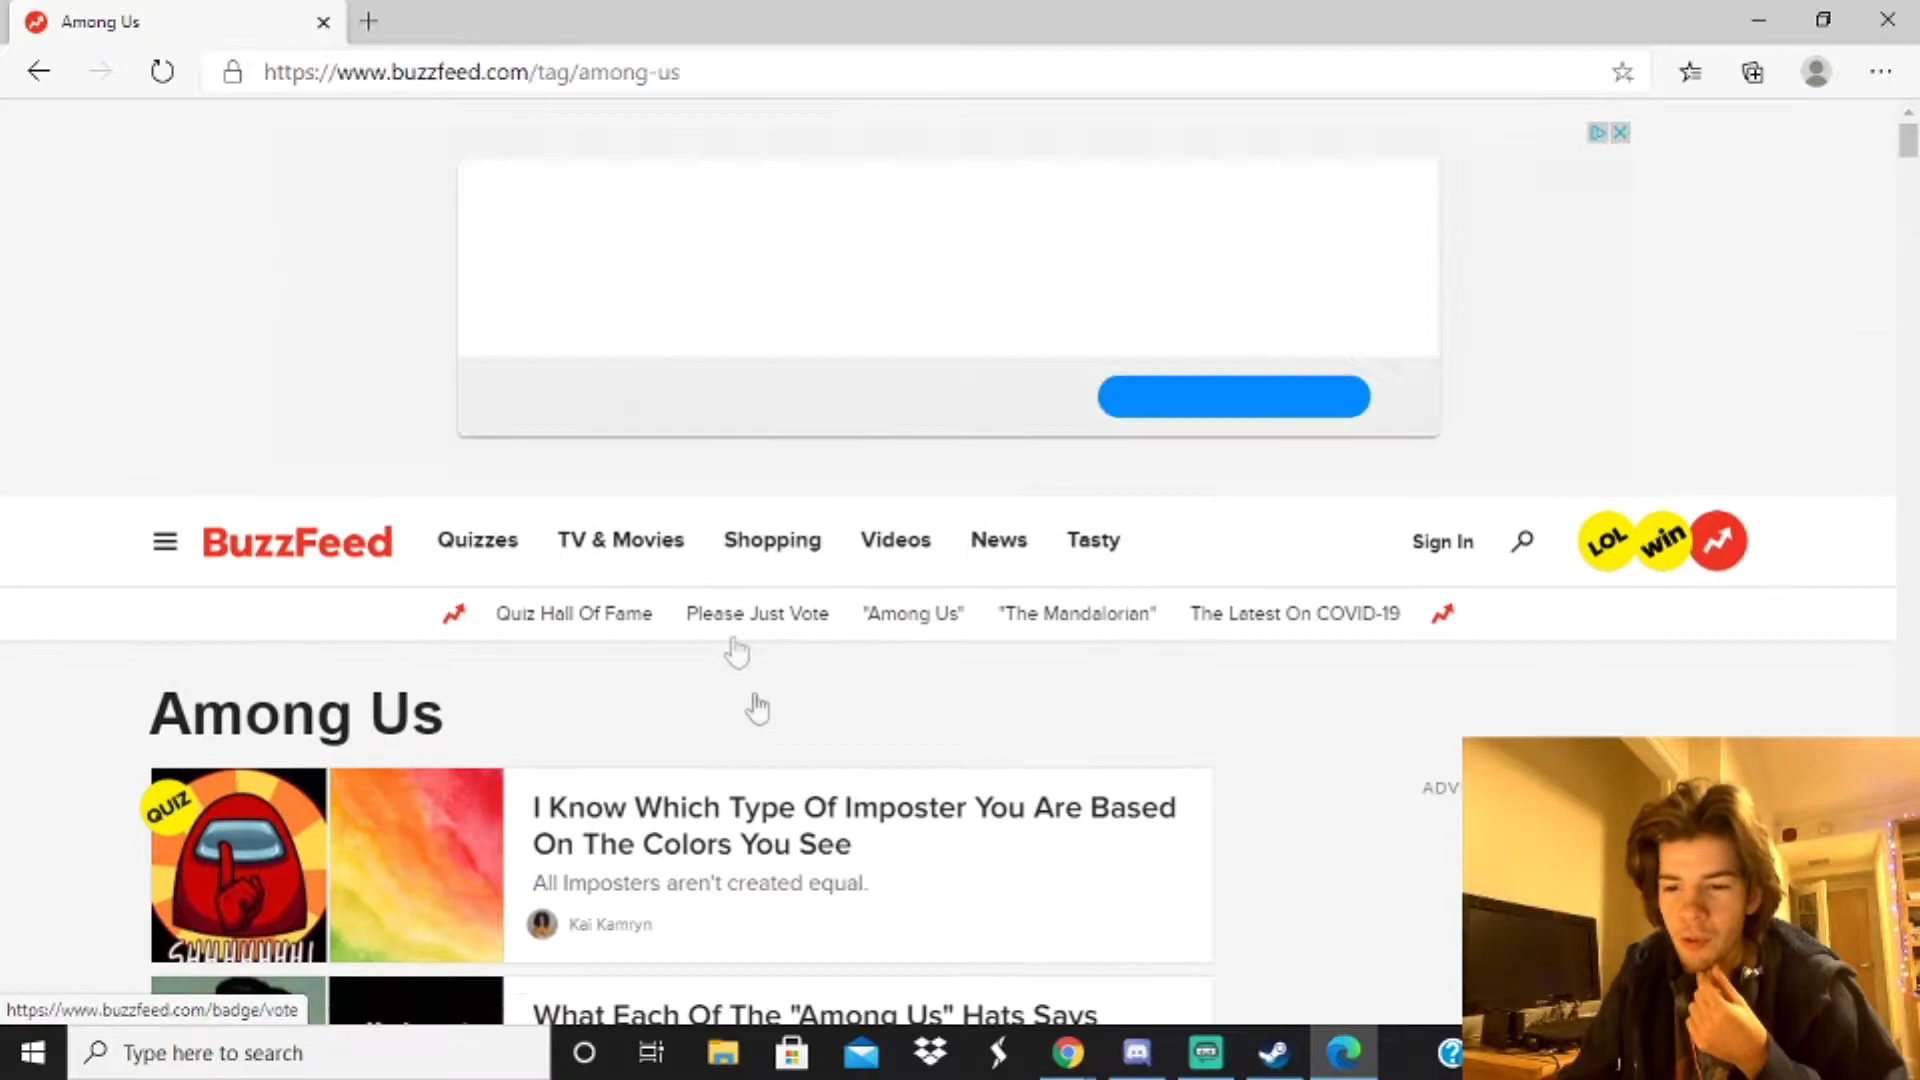 Among Us
https://www.buzzfeed.com/tag/among-us
BuzzFeed
Quizzes
TV & Movies
Shopping
Videos
News
Tasty
Sign In
LOL
win
Quiz Hall Of Fame
Please Just Vote
"Among Us"
"The Mandalorian"
The Latest On COVID-19
Among Us
QUIZ
SHHHHHHH!
I Know Which Type Of Imposter You Are Based
On The Colors You See
All Imposters aren't created equal.
Kai Kamryn
ADV
What Each Of The "Among Us" Hats Says
https://www.buzzfeed.com/badge/vote
Type here to search